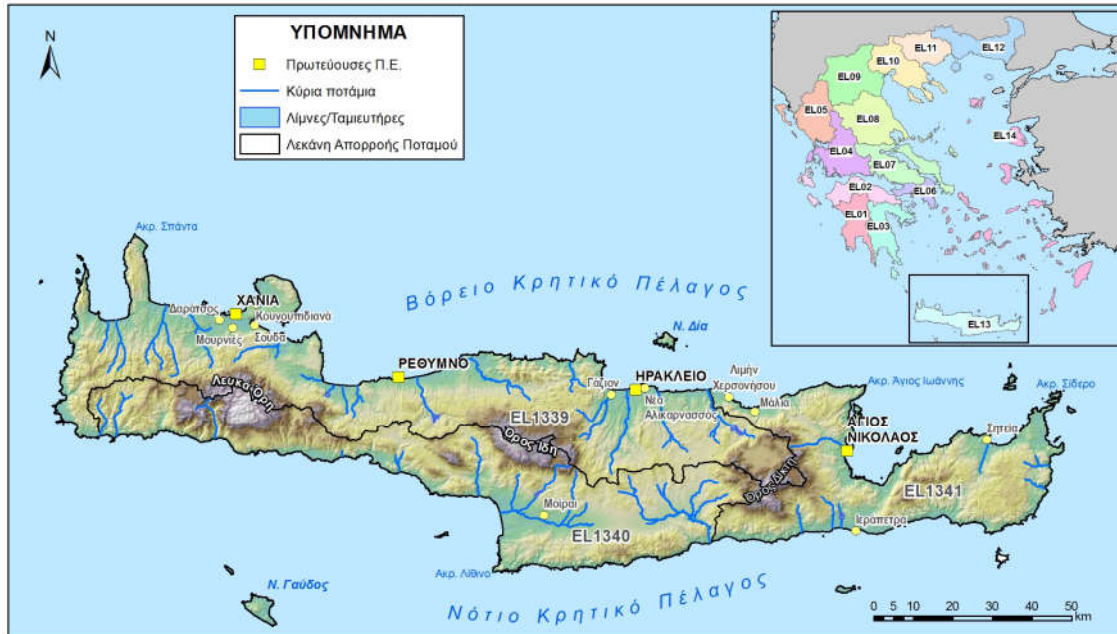 N
ΥΠΟΜΝΗΜΑ
Πρωτεύουσες Π.Ε.
Κύρια ποτάμια
Λίμνες/Ταμιευτήρες
Λεκάνη Απορροής Ποταμού
EL12
EL11
EL10
EL09
EL05
EL08
EL14
EL04
EL07
EL02
EL06
EL01
EL03
EL13
Ακρ. Σπάντα
Βόρειο Κρητικό Πέλαγος
ΧΑΝΙΑ
Δαράτσος
Κουνουπιδιανά
Μουρνιές
Σούδα
Ν. Δία
ΡΕΘΥΜΝΟ
Λευκά Όρη
EL1339
Όρος Ίδη
Γάζιον
ΗΡΑΚΛΕΙΟ
Νέα
Αλικαρνασσός
Λιμήν
Χερσονήσου
Μάλια
Ακρ. Άγιος Ιωάννης
Ακρ. Σίδερο
ΑΓΙΟΣ
ΝΙΚΟΛΑΟΣ
Σητεία
Όρος Δίκτη
EL1341
Μοίραι
EL1340
Ιεράπετρα
Ακρ. Λίθινο
Ν. Γαύδος
Νότιο Κρητικό Πέλαγος
0 5 10 20 30 40 50
km